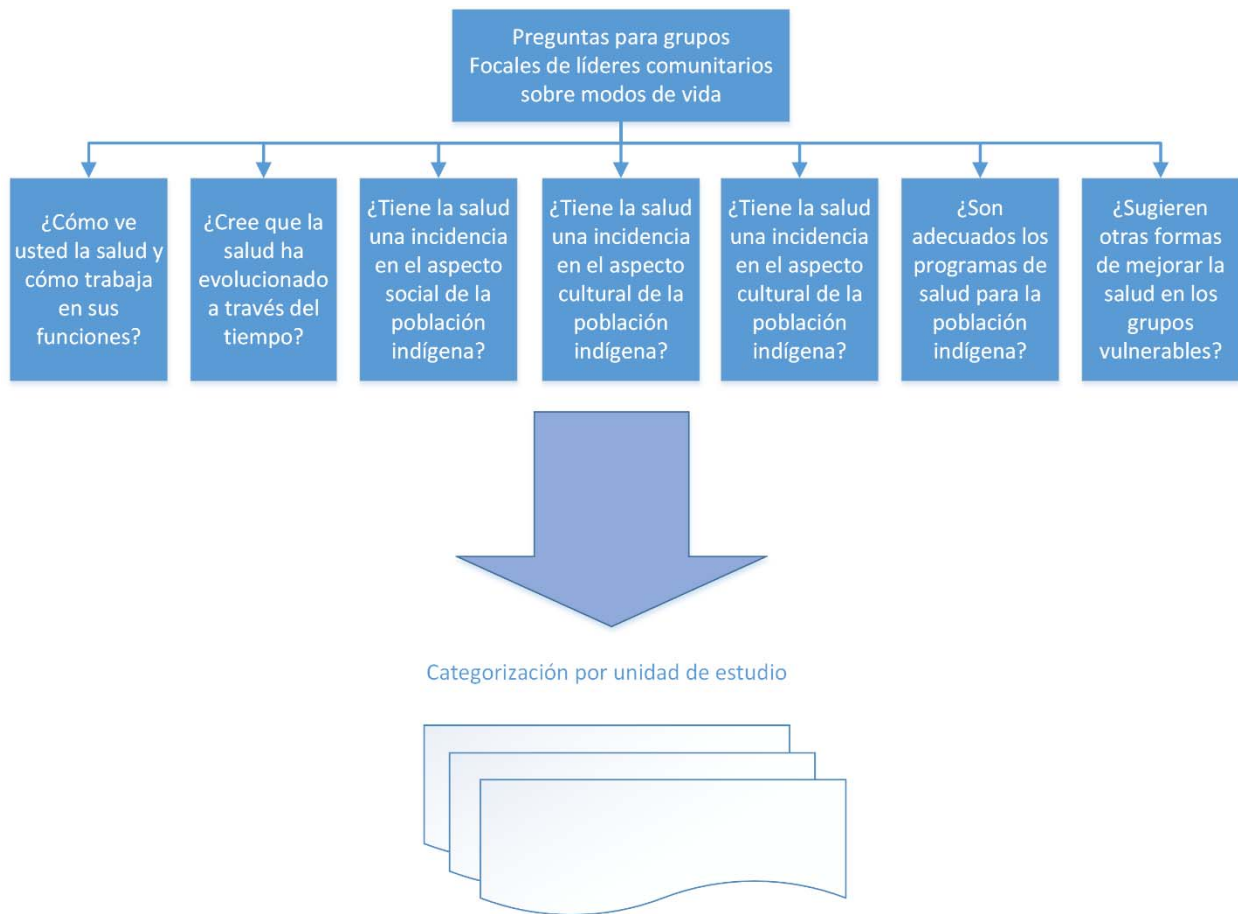 Preguntas para grupos
Focales de líderes comunitarios
sobre modos de vida
¿Cómo ve
usted la salud y
cómo trabaja
en sus
funciones?
¿Cree que la
salud ha
evolucionado
a través del
tiempo?
¿Tiene la salud
una incidencia
en el aspecto
social de la
población
indígena?
¿Tiene la salud
una incidencia
en el aspecto
cultural de la
población
indígena?
¿Tiene la salud
una incidencia
en el aspecto
cultural de la
población
indígena?
¿Son
adecuados los
programas de
salud para la
población
indígena?
¿Sugieren
otras formas
de mejorar la
salud en los
grupos
vulnerables?
Categorización por unidad de estudio